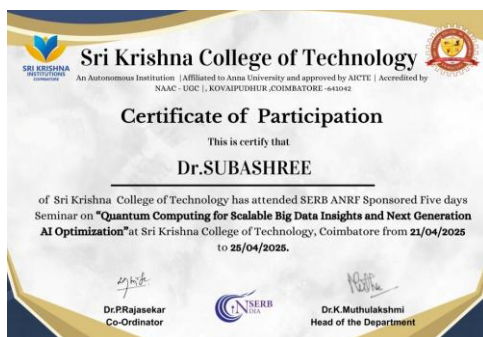 Sri Krishna College of Technology
SRI KRISHNA
INSTITUTIONS
COIMBATORE
An Autonomous Institution | Affiliated to Anna University and approved by AICTE | Accredited by
NAAC - UGC |, KOVAIPUDHUR ,COIMBATORE -641042
Certificate of Participation
This is certify that
Dr.SUBASHREE
of Sri Krishna College of Technology has attended SERB ANRF Sponsored Five days
Seminar on "Quantum Computing for Scalable Big Data Insights and Next Generation
AI Optimization"at Sri Krishna College of Technology, Coimbatore from 21/04/2025
to 25/04/2025.
Dr.P.Rajasekar
Co-Ordinator
SERB
INDIA
Dr.K.Muthulakshmi
Head of the Department